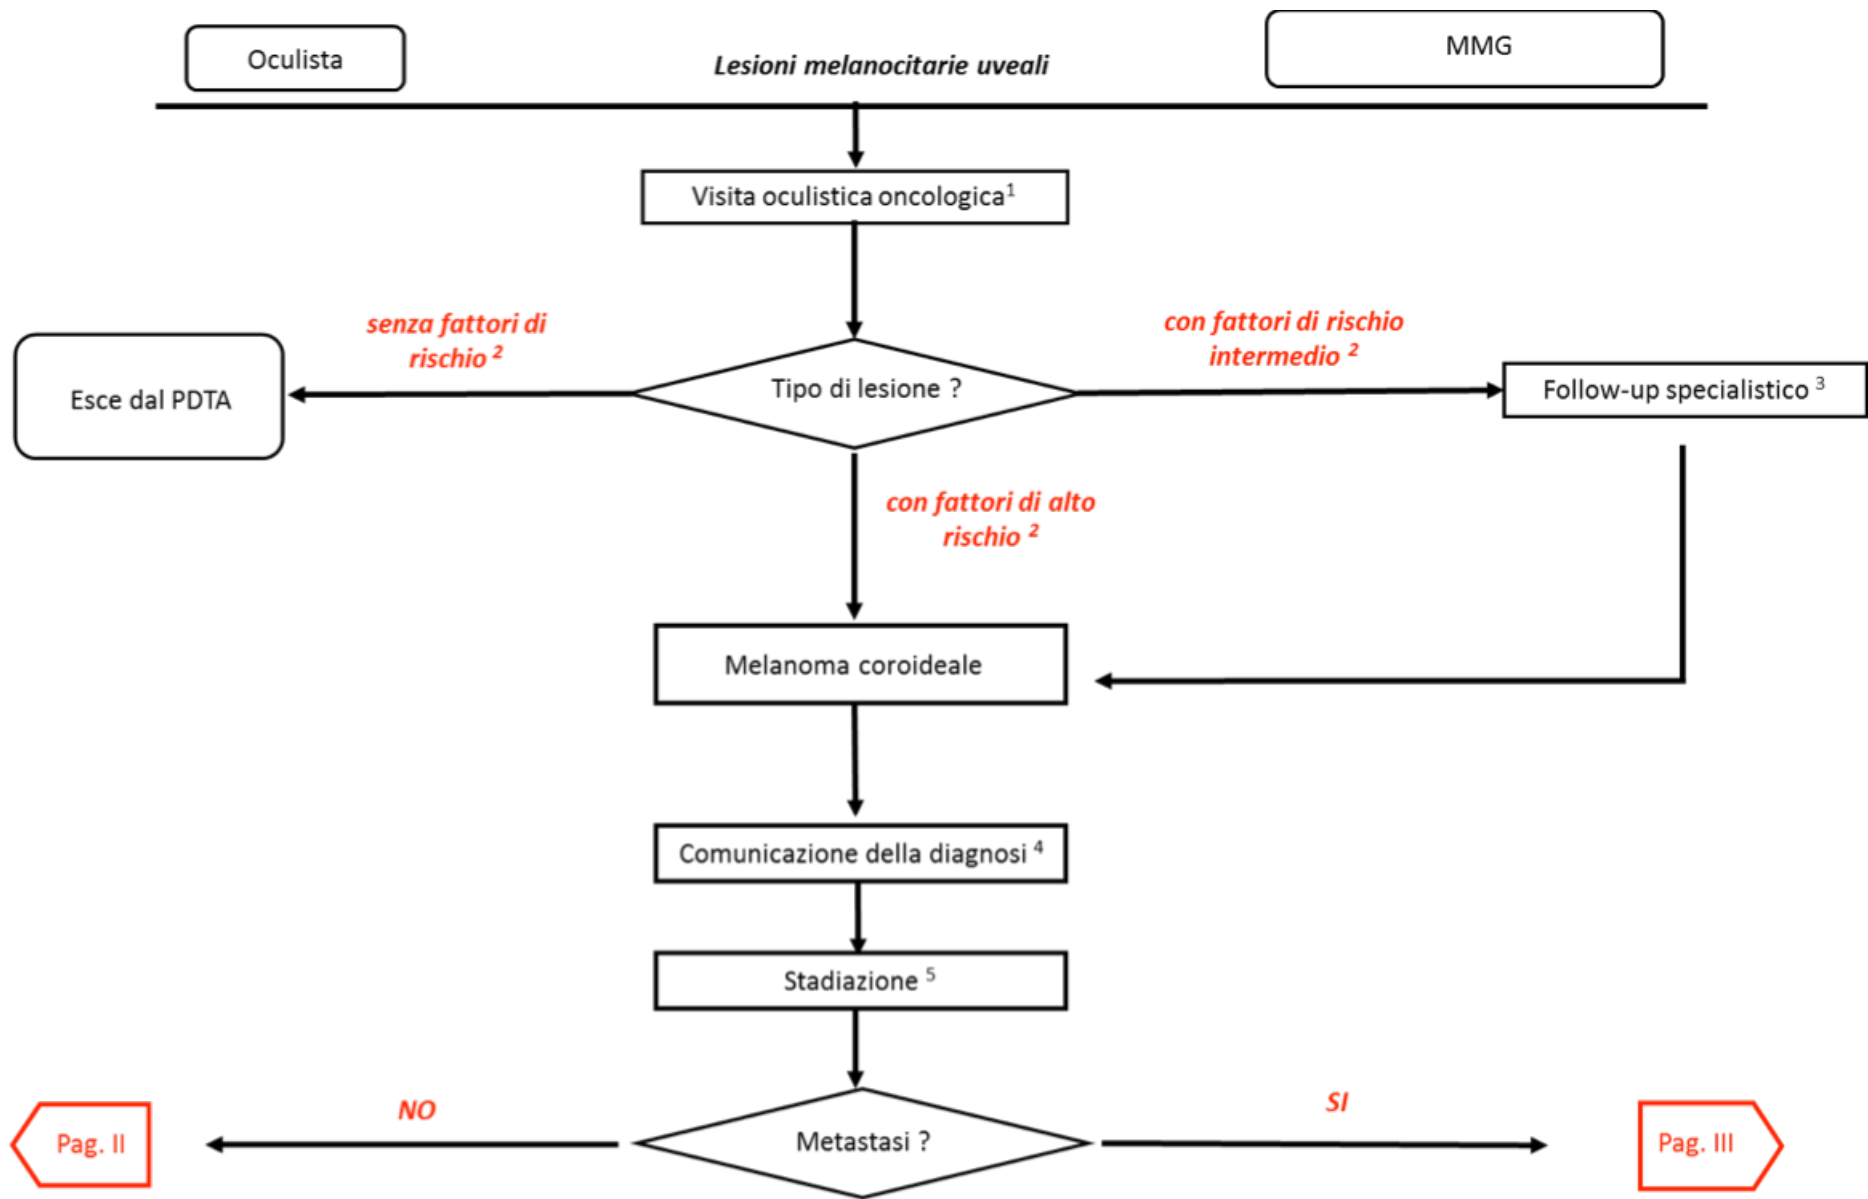 Oculista
Lesioni melanocitarie uveali
MMG
Visita oculistica oncologica¹
senza fattori di
rischio ²
con fattori di rischio
intermedio ²
Esce dal PDTA
Tipo di lesione ?
Follow-up specialistico ³
con fattori di alto
rischio ²
Melanoma coroideale
Comunicazione della diagnosi ⁴
Stadiazione ⁵
NO
SI
Pag. II
Metastasi ?
Pag. III